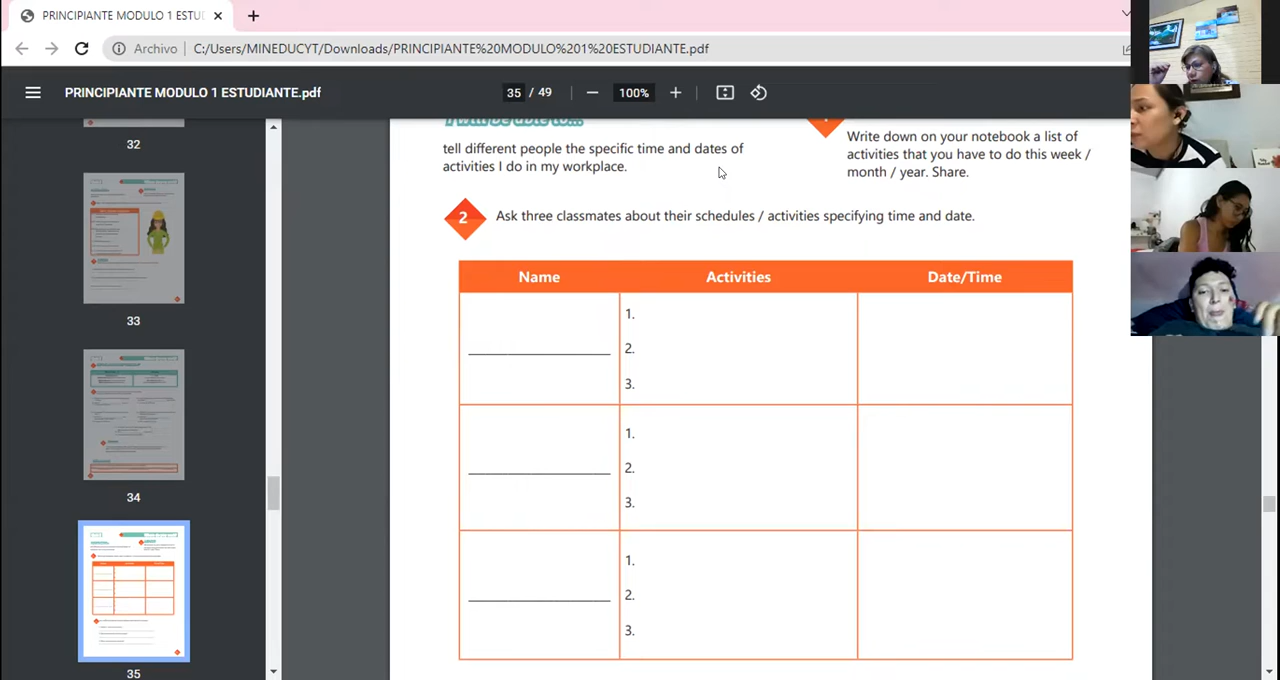 PRINCIPIANTE MODULO 1 ESTU
Archivo
C:/Users/MINEDUCYT/Downloads/PRINCIPIANTE%20MODULO%201%20ESTUDIANTE.pdf
PRINCIPIANTE MODULO 1 ESTUDIANTE.pdf
35 / 49
100%
32
33
34
35
I will be able to...
tell different people the specific time and dates of
activities I do in my workplace.
Write down on your notebook a list of
activities that you have to do this week /
month / year. Share.
2
Ask three classmates about their schedules / activities specifying time and date.
Name Activities Date/Time
1.
2.
3.
1.
2.
3.
1.
2.
3.